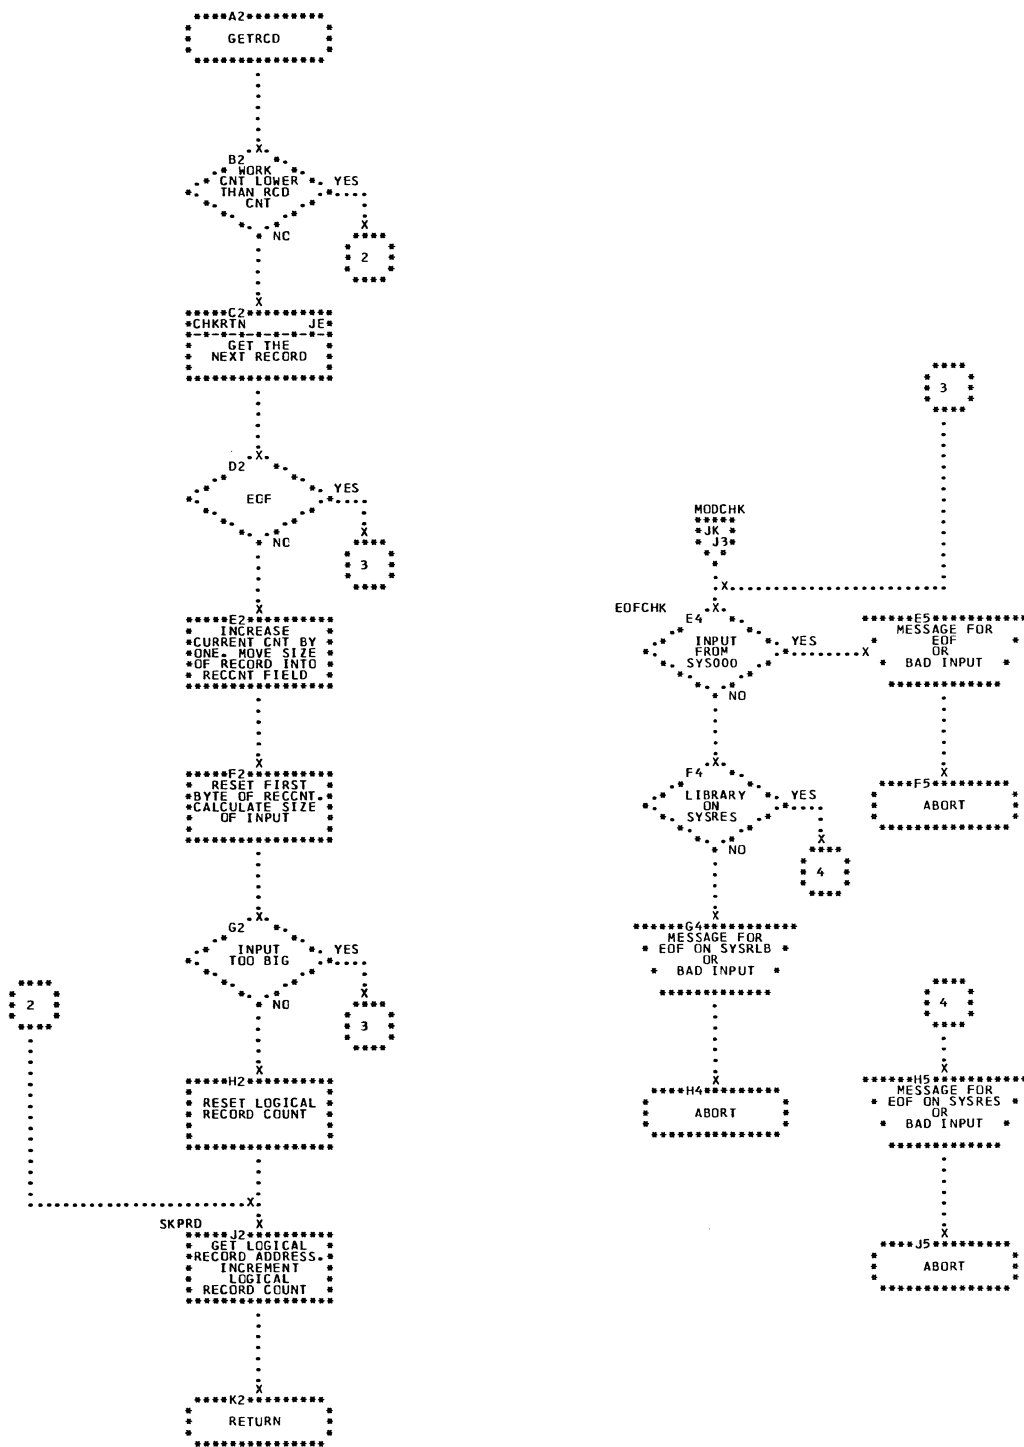 A2
GETRCD
B2
WORK
CNT LOWER
THAN RCD
CNT
YES
NO
2
C2
CHKRTN JE
GET THE
NEXT RECORD
D2
EOF
YES
NO
3
E2
INCREASE
CURRENT CNT BY
ONE. MOVE SIZE
OF RECORD INTO
RECCNT FIELD
F2
RESET FIRST
BYTE OF RECCNT.
CALCULATE SIZE
OF INPUT
G2
INPUT
TOO BIG
YES
NO
3
2
H2
RESET LOGICAL
RECORD COUNT
SKPRD
J2
GET LOGICAL
RECORD ADDRESS.
INCREMENT
LOGICAL
RECORD COUNT
K2
RETURN
3
MODCHK
JK
J3
EOFCHK
E4
INPUT
FROM
SYS000
YES
NO
E5
MESSAGE FOR
EOF
OR
BAD INPUT
F5
ABORT
F4
LIBRARY
ON
SYSRES
YES
NO
4
G4
MESSAGE FOR
EOF ON SYSRLB
OR
BAD INPUT
H4
ABORT
4
H5
MESSAGE FOR
EOF ON SYSRES
OR
BAD INPUT
J5
ABORT